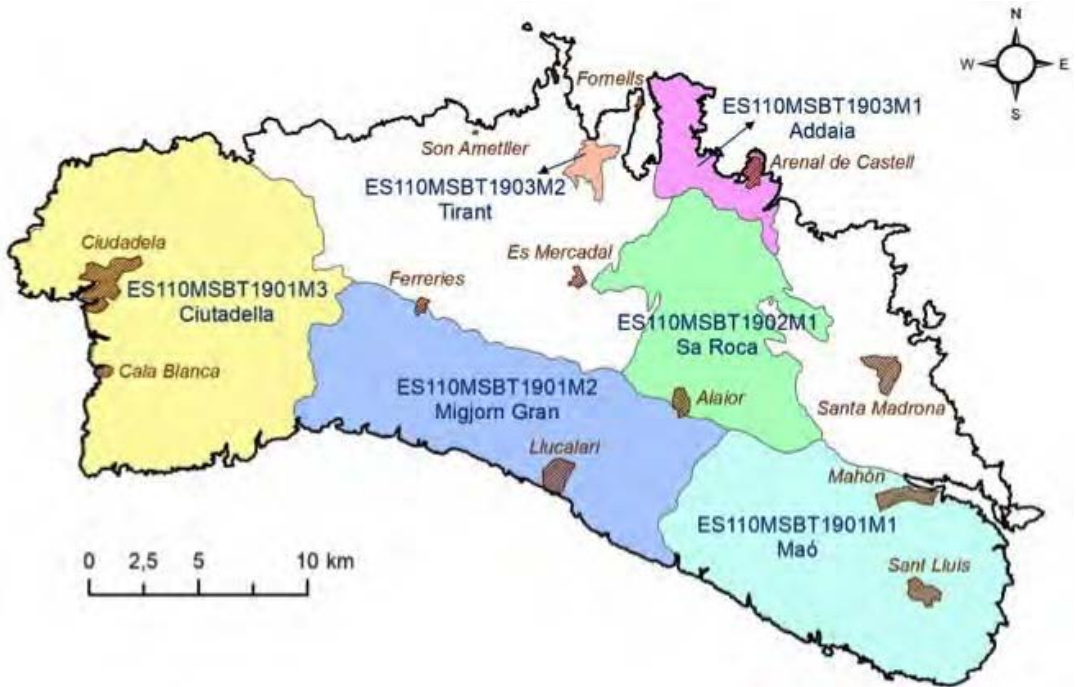 N
W
E
S
Fornells
ES110MSBT1903M1
Addaia
Son Ametller
Arenal de Castell
ES110MSBT1903M2
Tirant
Ciudadela
Es Mercadal
Ferreries
ES110MSBT1901M3
Ciutadella
ES110MSBT1902M1
Sa Roca
Cala Blanca
ES110MSBT1901M2
Migjorn Gran
Alaior
Santa Madrona
Llucalari
Mahón
ES110MSBT1901M1
Maó
Sant Lluis
0 2,5 5 10 km